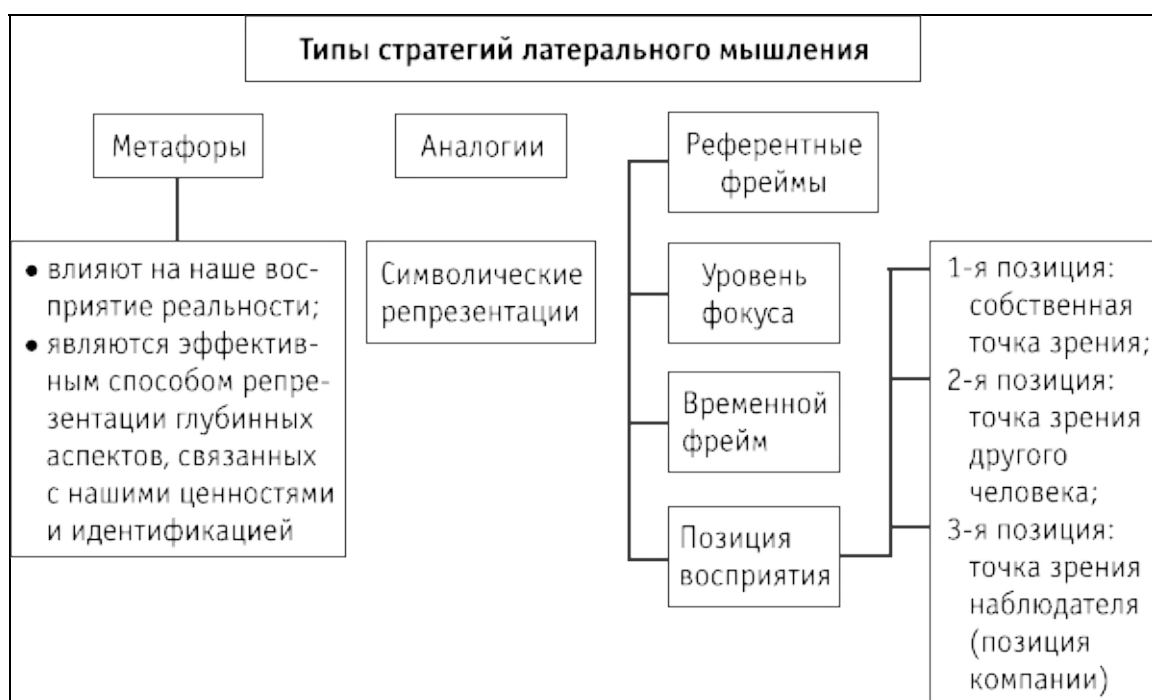 Типы стратегий латерального мышления
Метафоры
● влияют на наше вос-
приятие реальности;
● являются эффектив-
ным способом репре-
зентации глубинных
аспектов, связанных
с нашими ценностями
и идентификацией
Аналогии
Символические
репрезентации
Референтные
фреймы
Уровень
фокуса
Временной
фрейм
Позиция
восприятия
1-я позиция:
собственная
точка зрения;
2-я позиция:
точка зрения
другого
человека;
3-я позиция:
точка зрения
наблюдателя
(позиция
компании)